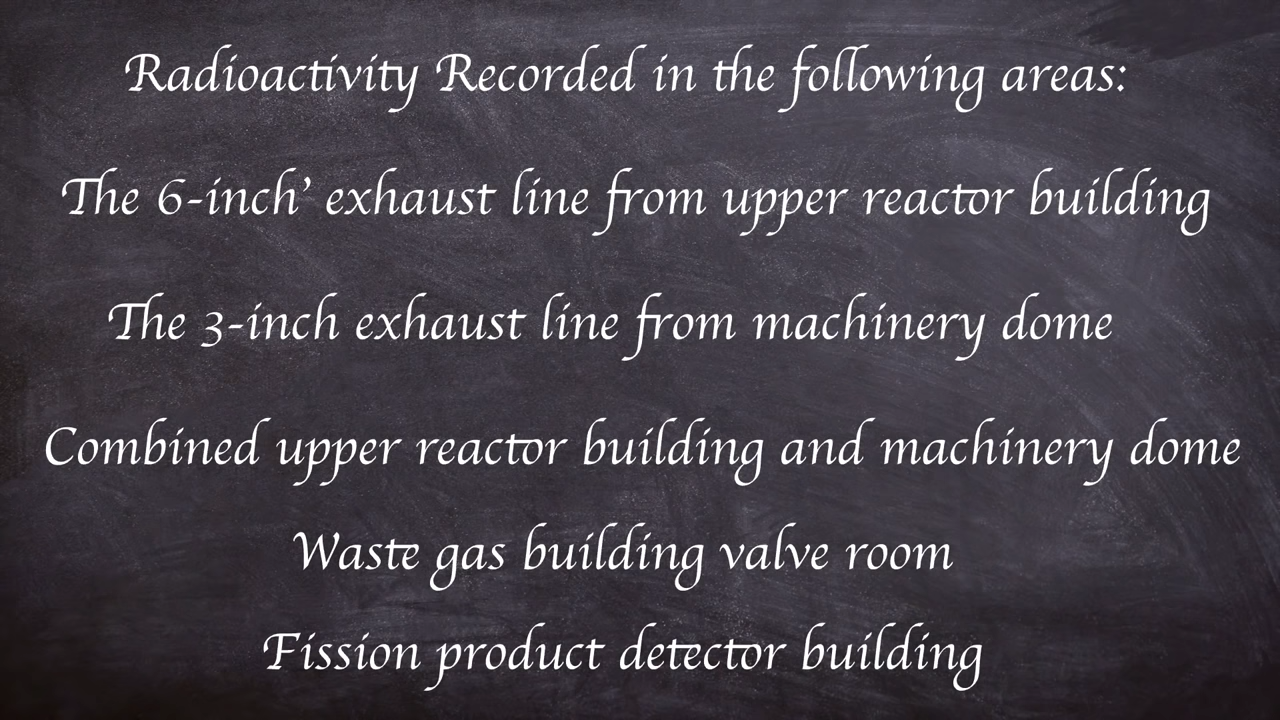 Radioactivity Recorded in the following areas:
The 6-inch’ exhaust line from upper reactor building
The 3-inch exhaust line from machinery dome
Combined upper reactor building and machinery dome
Waste gas building valve room
Fission product detector building